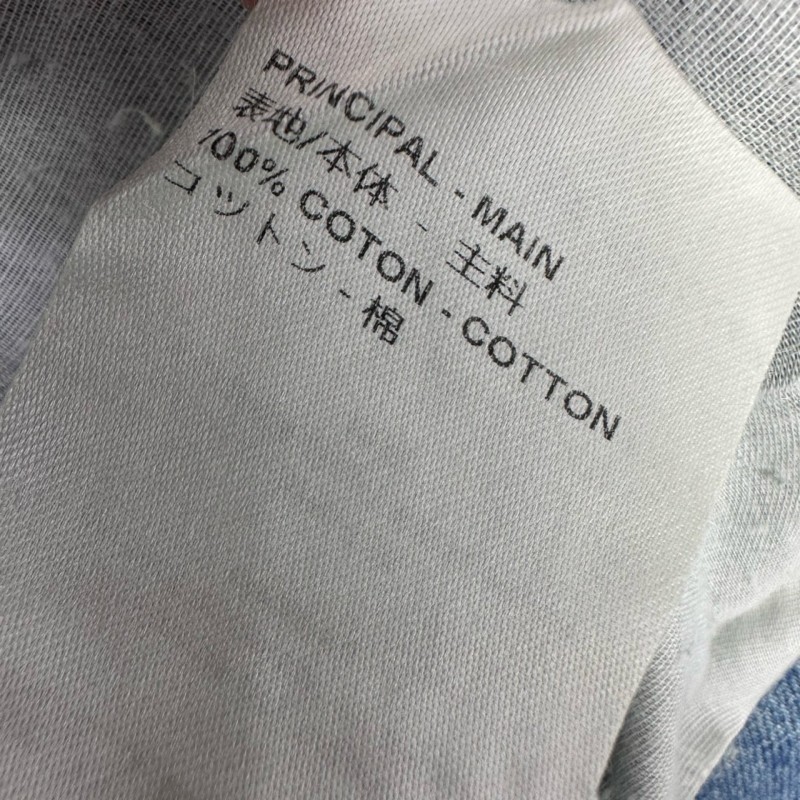 PRINCIPAL - MAIN
表地/本体 - 主料
100% COTON - COTTON
コットン - 棉